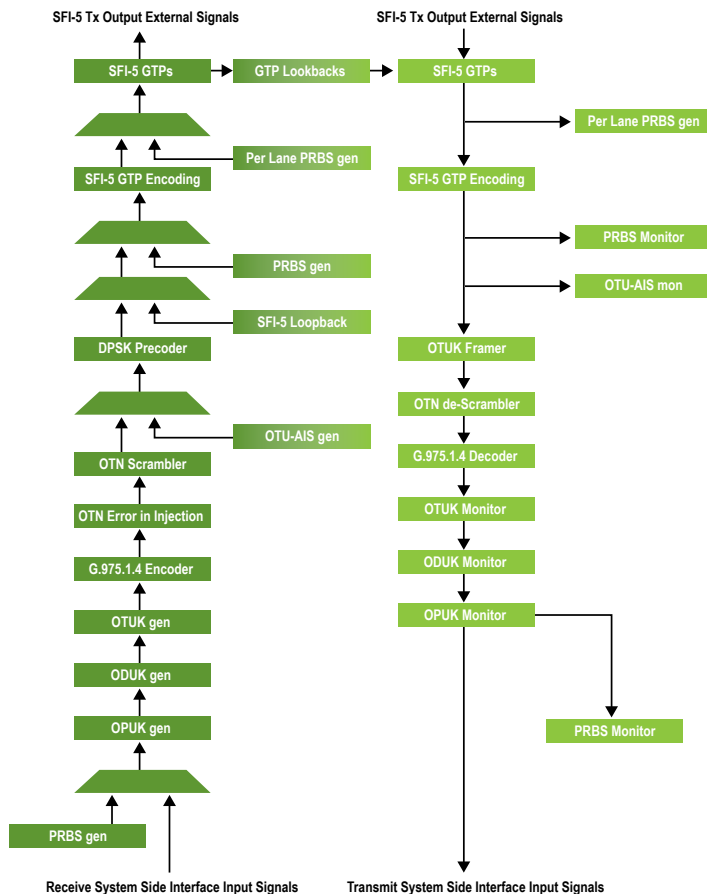 SFI-5 Tx Output External Signals
SFI-5 Tx Output External Signals
SFI-5 GTPs
GTP Lookbacks
SFI-5 GTPs
Per Lane PRBS gen
Per Lane PRBS gen
SFI-5 GTP Encoding
SFI-5 GTP Encoding
PRBS Monitor
PRBS gen
OTU-AIS mon
SFI-5 Loopback
DPSK Precoder
OTUK Framer
OTN de-Scrambler
OTU-AIS gen
OTN Scrambler
G.975.1.4 Decoder
OTN Error in Injection
OTUK Monitor
G.975.1.4 Encoder
ODUK Monitor
OTUK gen
OPUK Monitor
ODUK gen
OPUK gen
PRBS Monitor
PRBS gen
Receive System Side Interface Input Signals
Transmit System Side Interface Input Signals